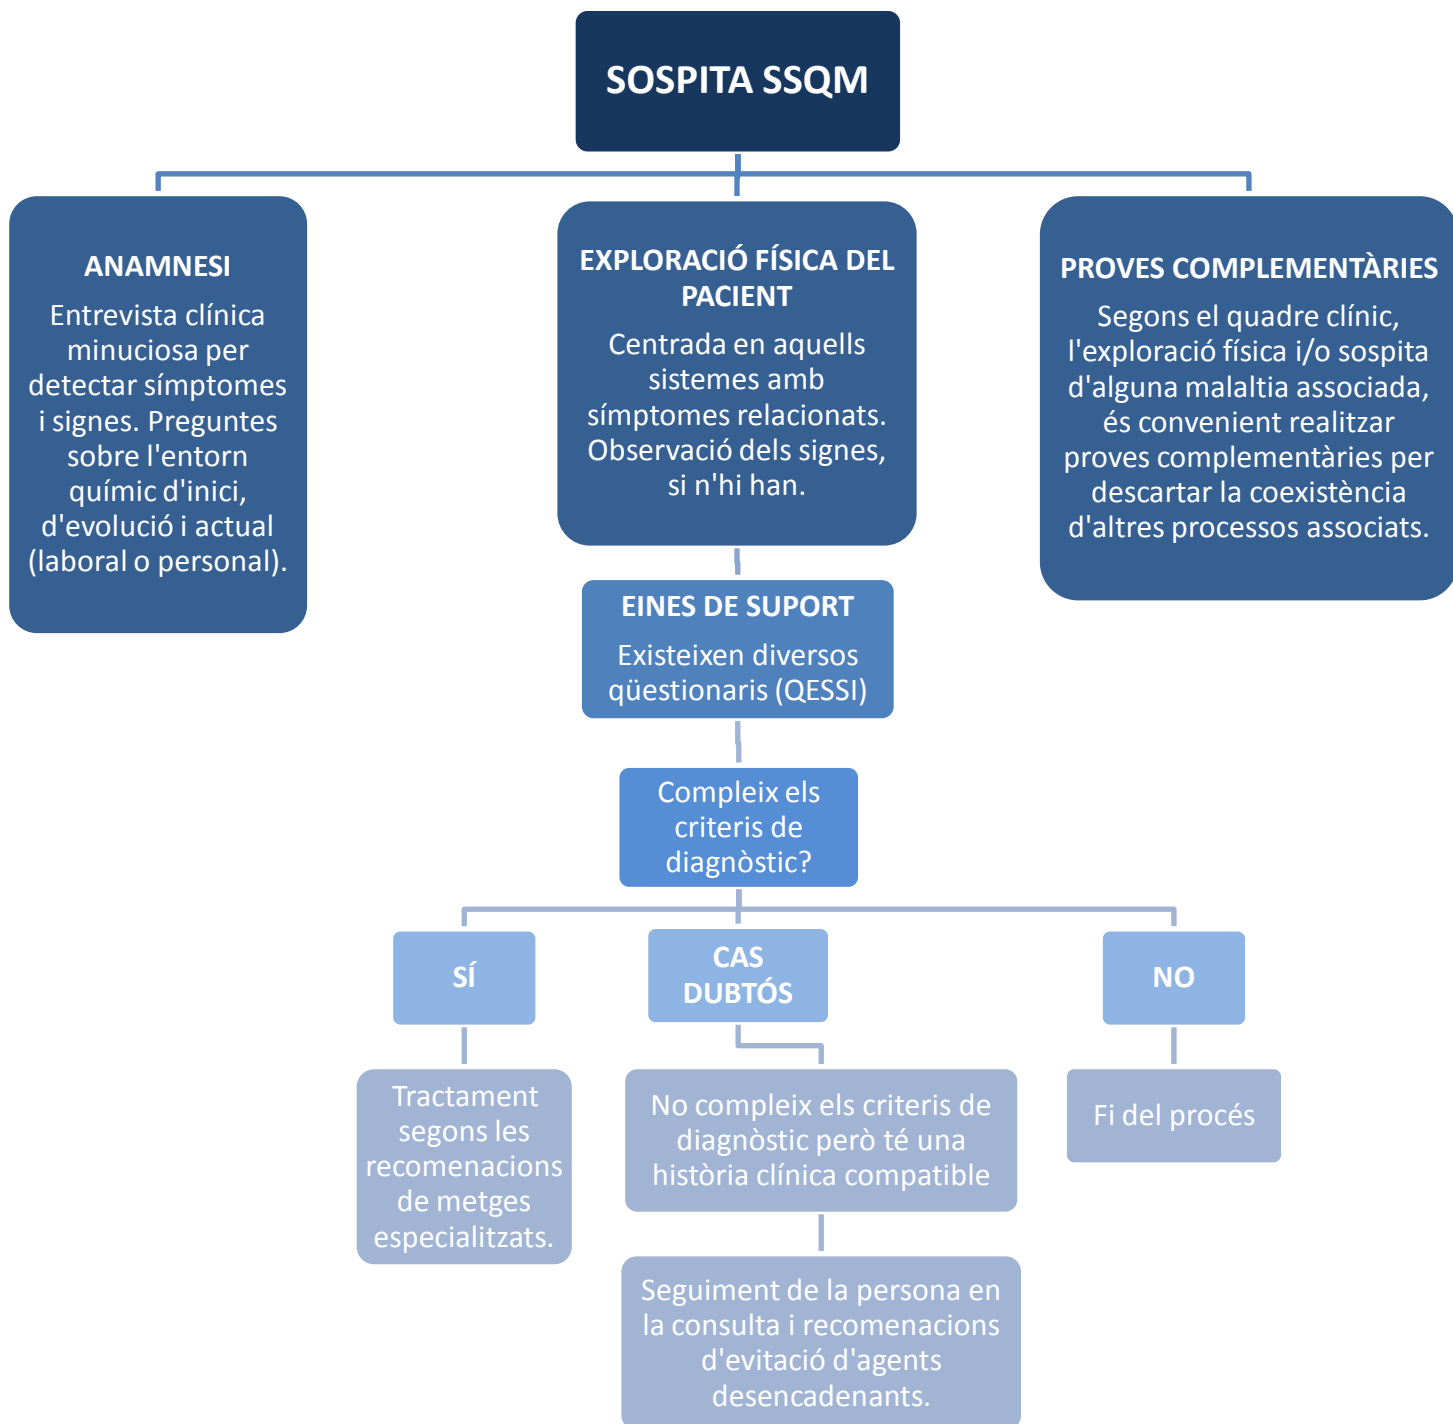 SOSPITA SSQM
ANAMNESI
Entrevista clínica
minuciosa per
detectar símptomes
i signes. Preguntes
sobre l'entorn
químic d'inici,
d'evolució i actual
(laboral o personal).
EXPLORACIÓ FÍSICA DEL
PACIENT
Centrada en aquells
sistemes amb
símptomes relacionats.
Observació dels signes,
si n'hi han.
PROVES COMPLEMENTÀRIES
Segons el quadre clínic,
l'exploració física i/o sospita
d'alguna malaltia associada,
és convenient realitzar
proves complementàries per
descartar la coexistència
d'altres processos associats.
EINES DE SUPORT
Existeixen diversos
qüestionaris (QESSI)
Compleix els
criteris de
diagnòstic?
SÍ
CAS
DUBTÓS
NO
Tractament
segons les
recomenacions
de metges
especialitzats.
No compleix els criteris de
diagnòstic però té una
història clínica compatible
Fi del procés
Seguiment de la persona en
la consulta i recomenacions
d'evitació d'agents
desencadenants.